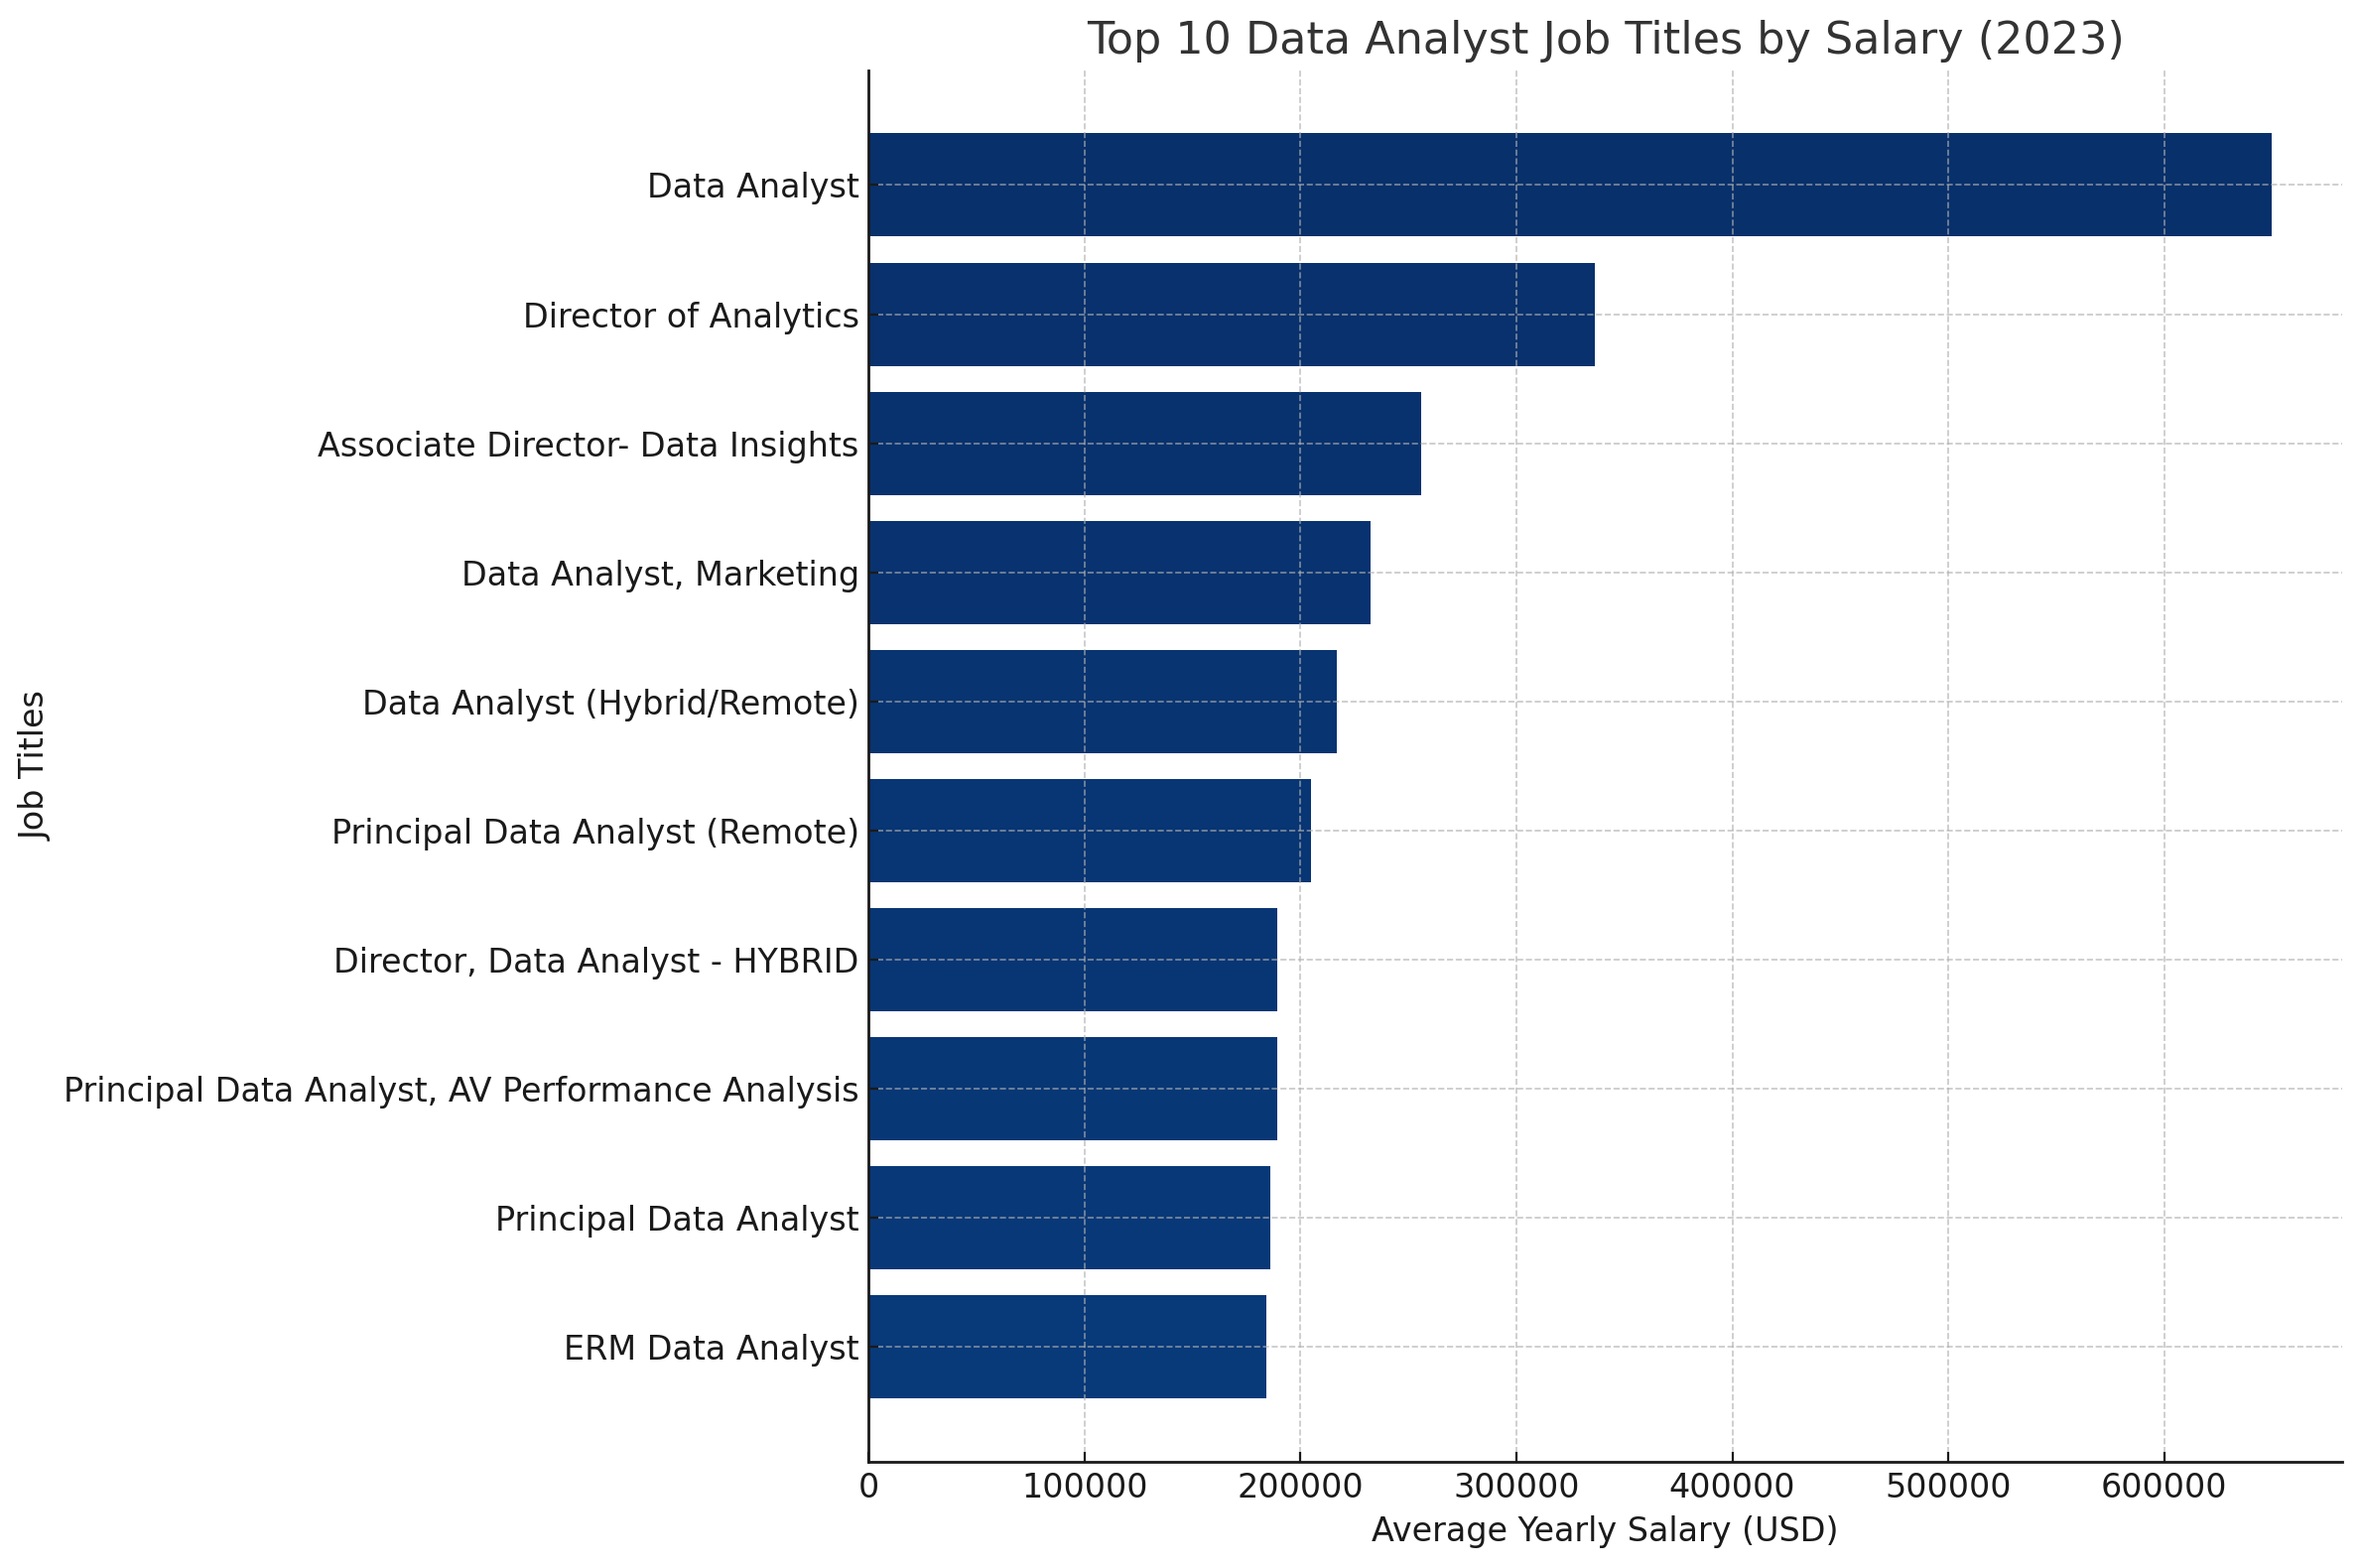 Top 10 Data Analyst Job Titles by Salary (2023)
Data Analyst
Director of Analytics
Associate Director- Data Insights
Data Analyst, Marketing
Data Analyst (Hybrid/Remote)
Principal Data Analyst (Remote)
Director, Data Analyst - HYBRID
Principal Data Analyst, AV Performance Analysis
Principal Data Analyst
ERM Data Analyst
Job Titles
0 100000 200000 300000 400000 500000 600000
Average Yearly Salary (USD)